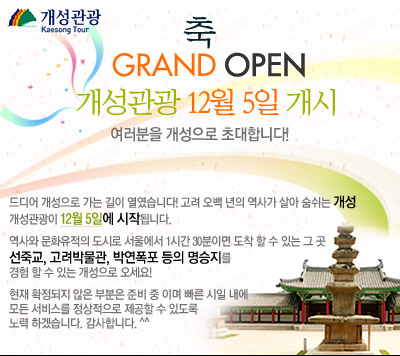 개성관광
Kaesong Tour
축
GRAND OPEN
개성관광 12월 5일 개시
여러분을 개성으로 초대합니다!
드디어 개성으로 가는 길이 열였습니다! 고려 오백 년의 역사가 살아 숨쉬는 개성
개성관광이 12월 5일에 시작됩니다.
역사와 문화유적의 도시로 서울에서 1시간 30분이면 도착 할 수 있는 그 곳
선죽교, 고려박물관, 박연폭포 등의 명승지를
경험 할 수 있는 개성으로 오세요!
현재 확정되지 않은 부분은 준비 중 이며 빠른 시일 내에
모든 서비스를 정상적으로 제공할 수 있도록
노력 하겠습니다. 감사합니다. ^^